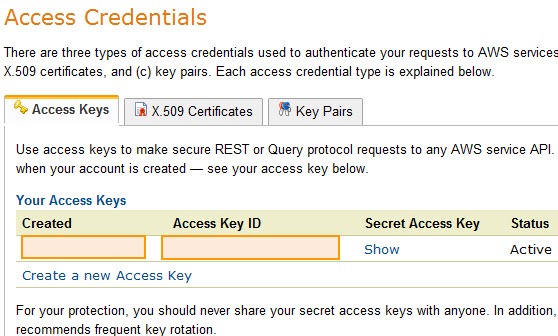 Access Credentials
There are three types of access credentials used to authenticate your requests to AWS services
X.509 certificates, and (c) key pairs. Each access credential type is explained below.
Access Keys X.509 Certificates Key Pairs
Use access keys to make secure REST or Query protocol requests to any AWS service API.
when your account is created — see your access key below.
Your Access Keys
Created Access Key ID Secret Access Key Status
Show Active
Create a new Access Key
For your protection, you should never share your secret access keys with anyone. In addition,
recommends frequent key rotation.